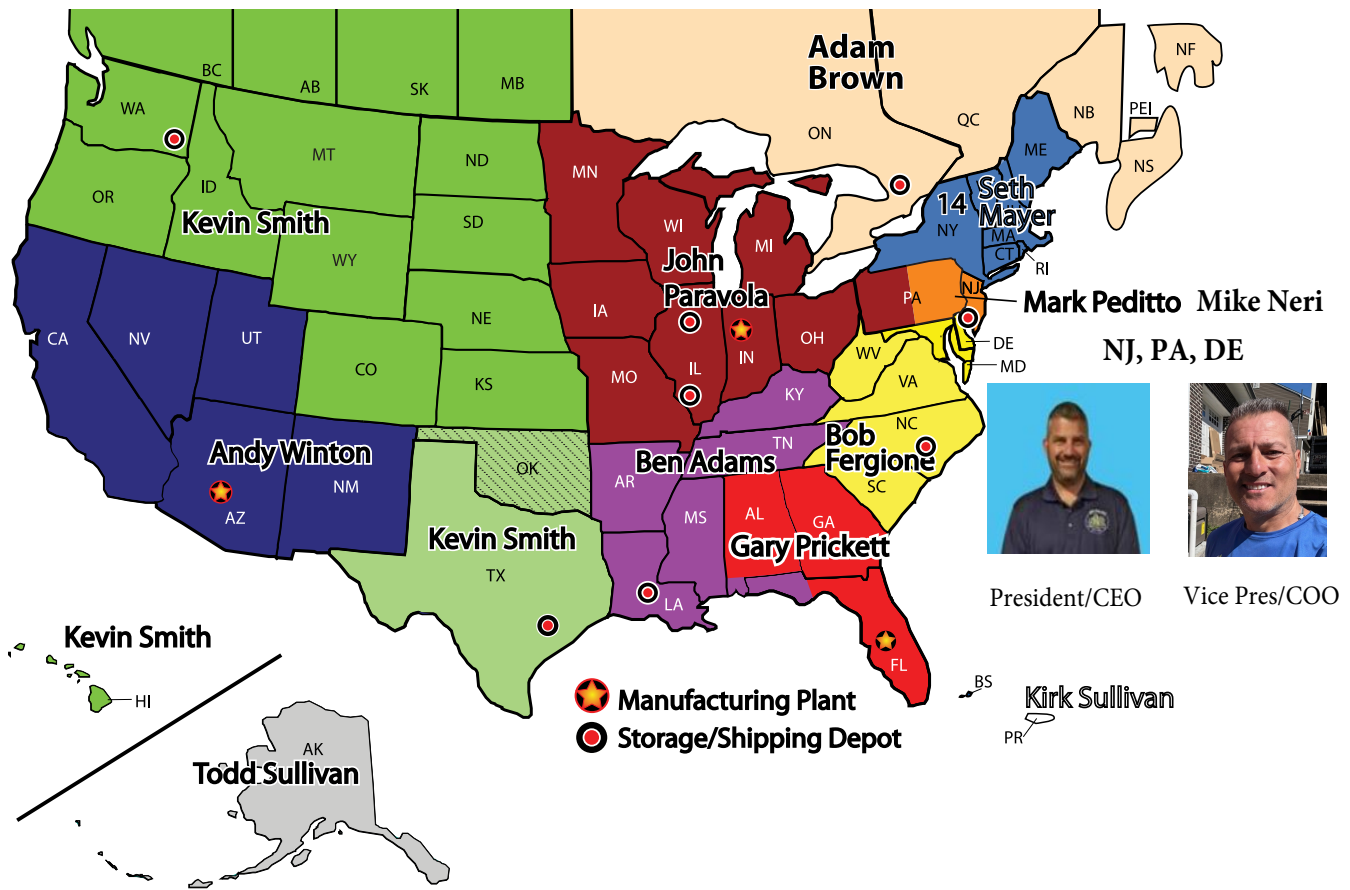 Adam
Brown
NF
BC
AB
SK
MB
WA
ON
QC
NB
PEI
NS
MT
ND
MN
ME
OR
ID
Kevin Smith
SD
WI
MI
14
Seth
Mayer
NY
MA
CT
RI
WY
John
Paravola
IA
NE
PA
NJ
Mark Peditto
Mike Neri
NJ, PA, DE
CA
NV
UT
CO
KS
MO
IL
IN
OH
WV
VA
DE
MD
KY
Andy Winton
NM
AZ
OK
AR
TN
Ben Adams
Bob
Fergione
NC
SC
MS
AL
GA
Gary Prickett
Kevin Smith
TX
LA
FL
President/CEO
Vice Pres/COO
Kevin Smith
HI
BS
Kirk Sullivan
PR
Manufacturing Plant
Storage/Shipping Depot
AK
Todd Sullivan